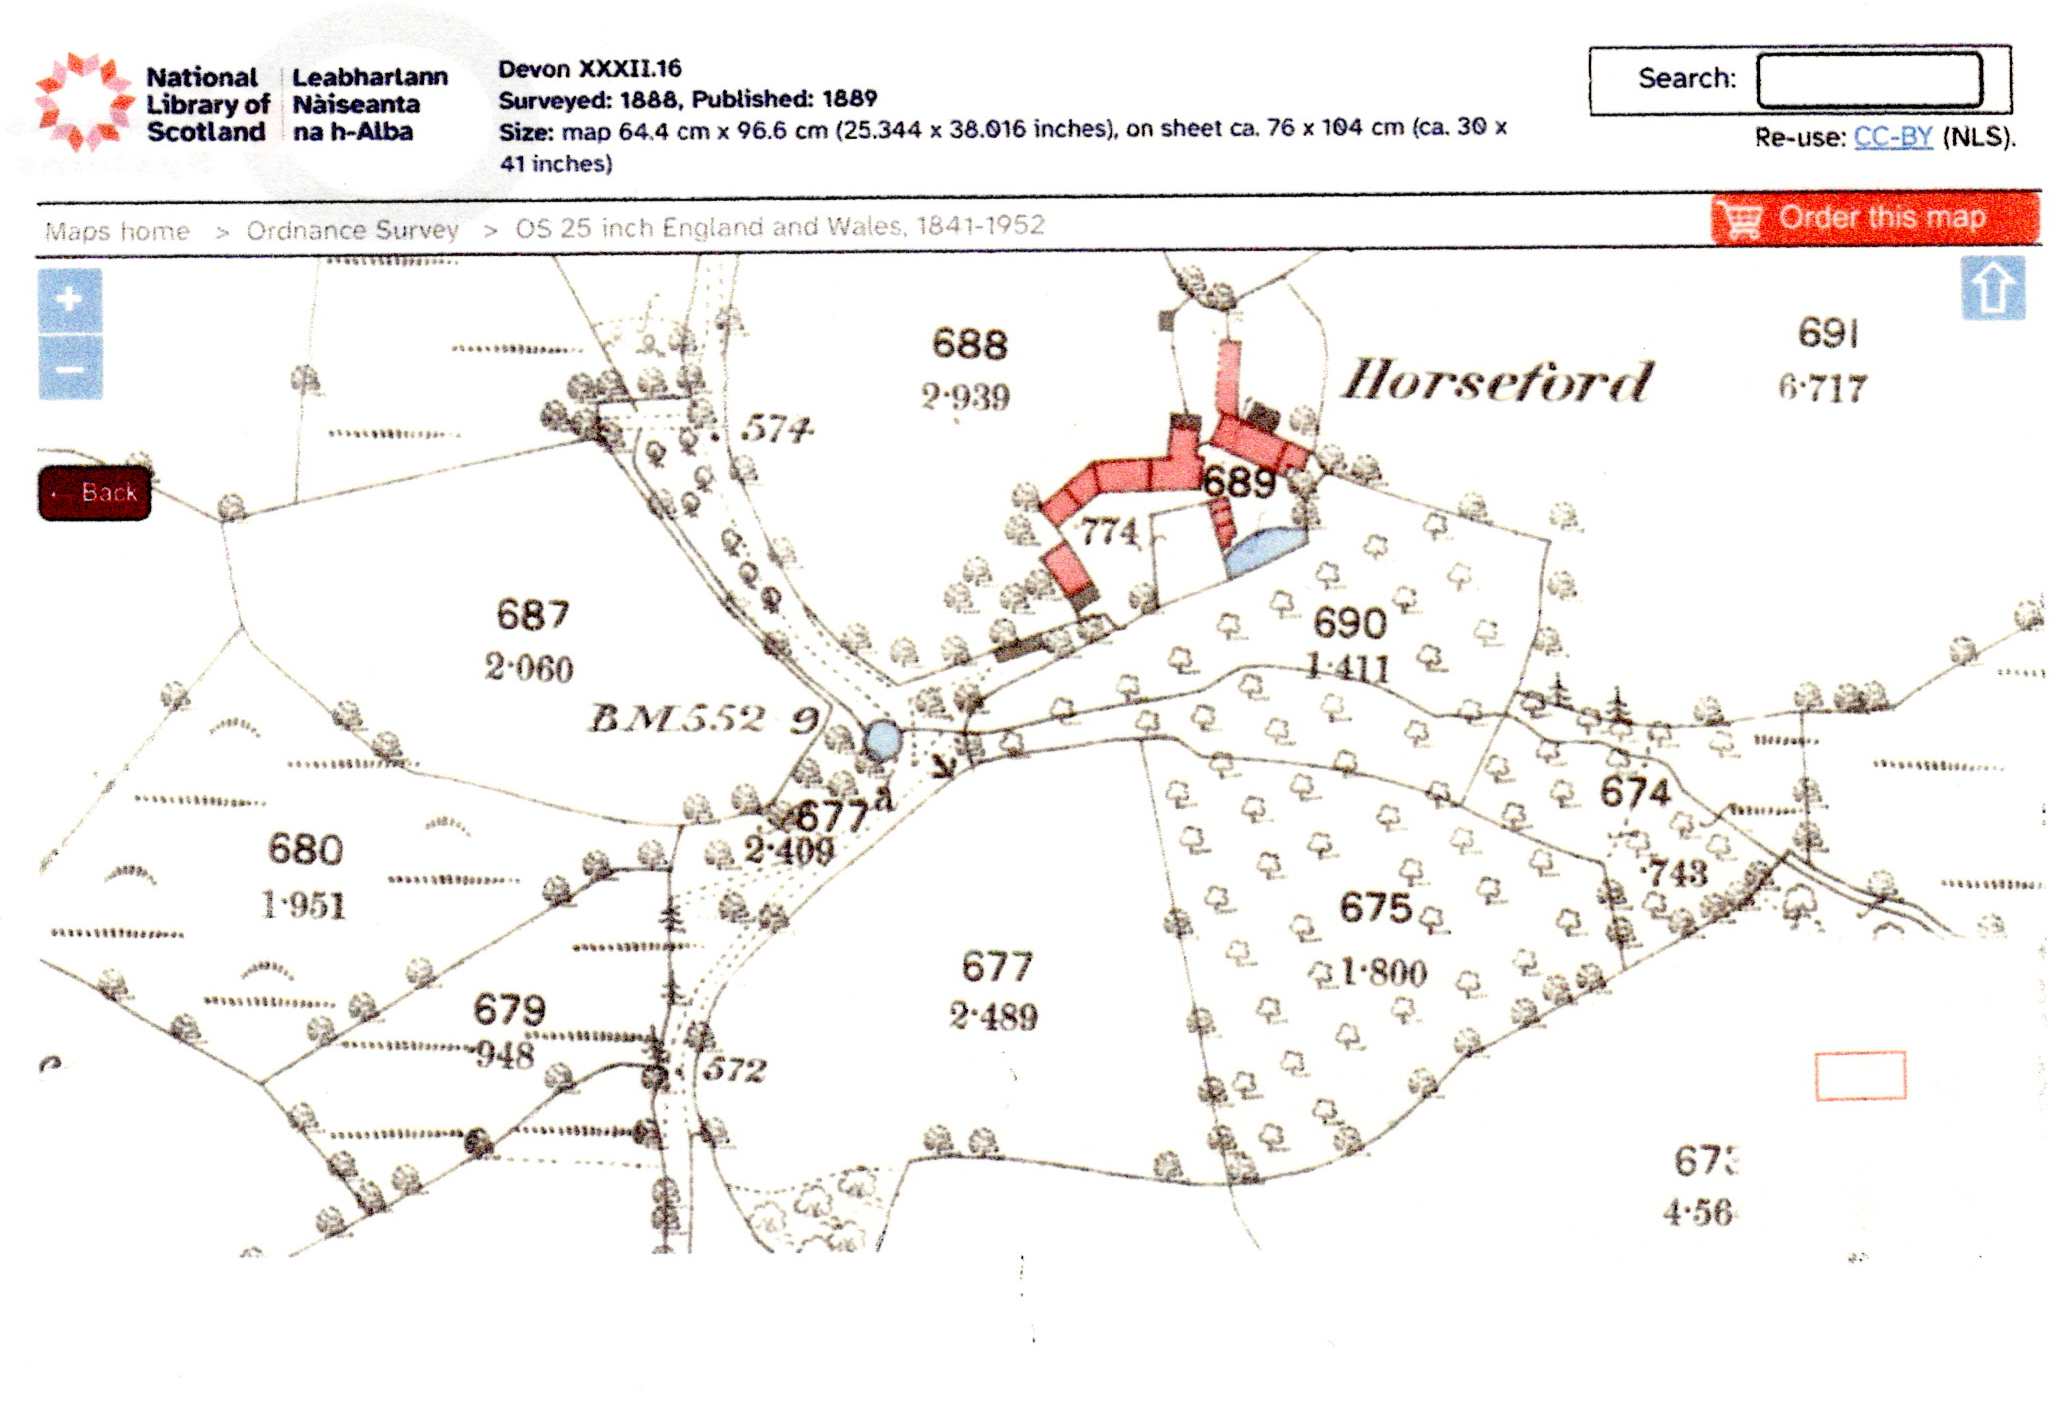 National
Library of
Scotland
Leabharlann
Nàiseanta
na h-Alba
Devon XXXII.16
Surveyed: 1888, Published: 1889
Size: map 64.4 cm x 96.6 cm (25.344 x 38.016 inches), on sheet ca. 76 x 104 cm (ca. 30 x
41 inches)
Search:
Re-use: CC-BY (NLS).
Maps home > Ordnance Survey > OS 25 inch England and Wales, 1841-1952
Order this map
+
−
← Back
688
2·939
Horseford
691
6·717
574
689
·774
687
2·060
690
1·411
B.M.552 9
677a
2·409
674
·743
680
1·951
675
1·800
677
2·489
679
·948
572
673
4·56